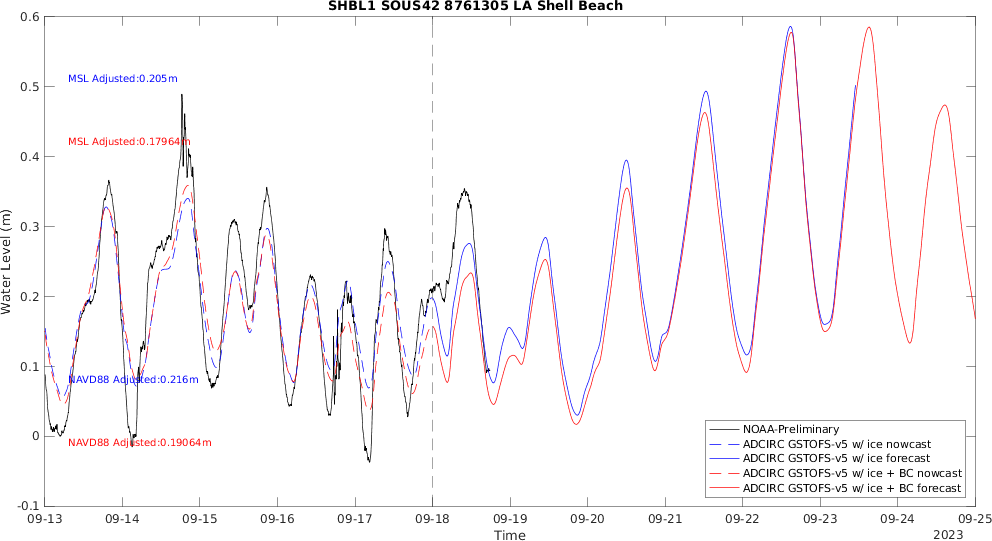 SHBL1 SOUS42 8761305 LA Shell Beach
0.6
0.5
0.4
0.3
0.2
0.1
0
-0.1
Water Level (m)
MSL Adjusted:0.205m
MSL Adjusted:0.17964m
NAVD88 Adjusted:0.216m
NAVD88 Adjusted:0.19064m
NOAA-Preliminary
ADCIRC GSTOFS-v5 w/ ice nowcast
ADCIRC GSTOFS-v5 w/ ice forecast
ADCIRC GSTOFS-v5 w/ ice + BC nowcast
ADCIRC GSTOFS-v5 w/ ice + BC forecast
09-13 09-14 09-15 09-16 09-17 09-18 09-19 09-20 09-21 09-22 09-23 09-24 09-25
Time
2023